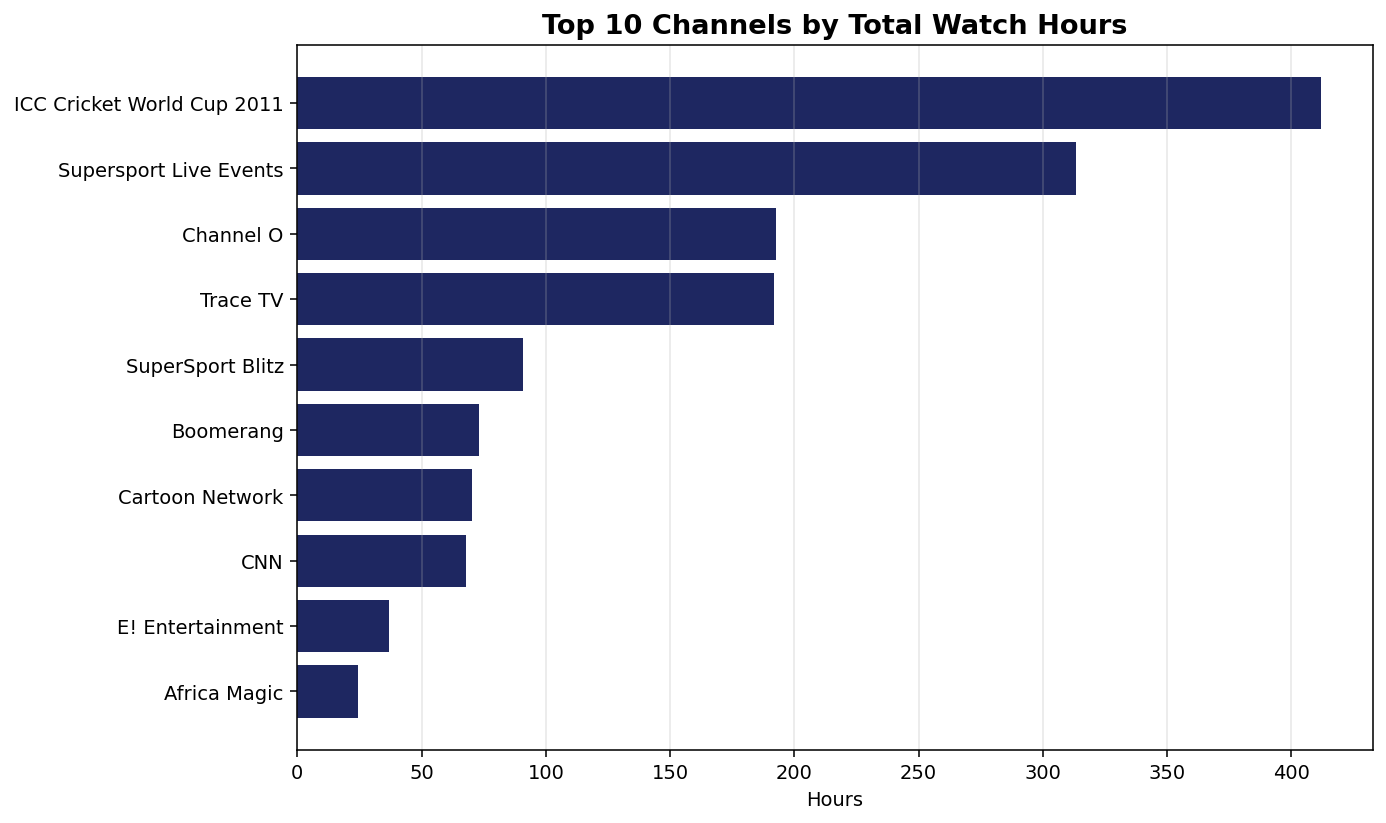 Top 10 Channels by Total Watch Hours
ICC Cricket World Cup 2011
Supersport Live Events
Channel O
Trace TV
SuperSport Blitz
Boomerang
Cartoon Network
CNN
E! Entertainment
Africa Magic
0 50 100 150 200 250 300 350 400
Hours